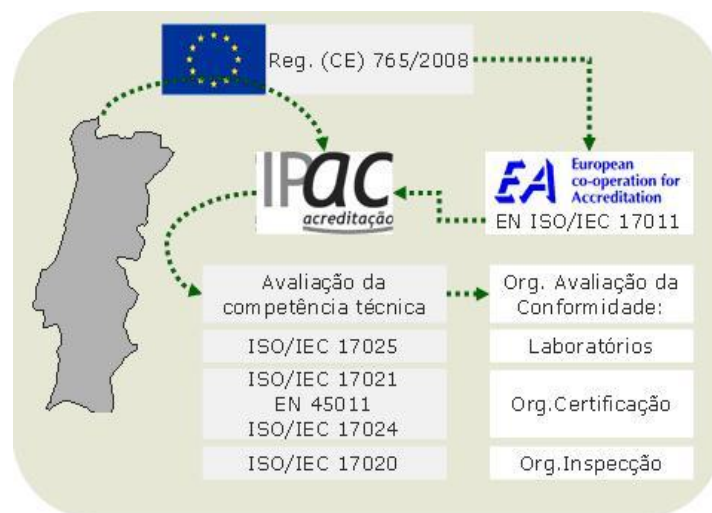 Reg. (CE) 765/2008
IPac
acreditação
EA
European
co-operation for
Accreditation
EN ISO/IEC 17011
Avaliação da
competência técnica
Org. Avaliação da
Conformidade:
ISO/IEC 17025
Laboratórios
ISO/IEC 17021
EN 45011
ISO/IEC 17024
Org.Certificação
ISO/IEC 17020
Org.Inspecção